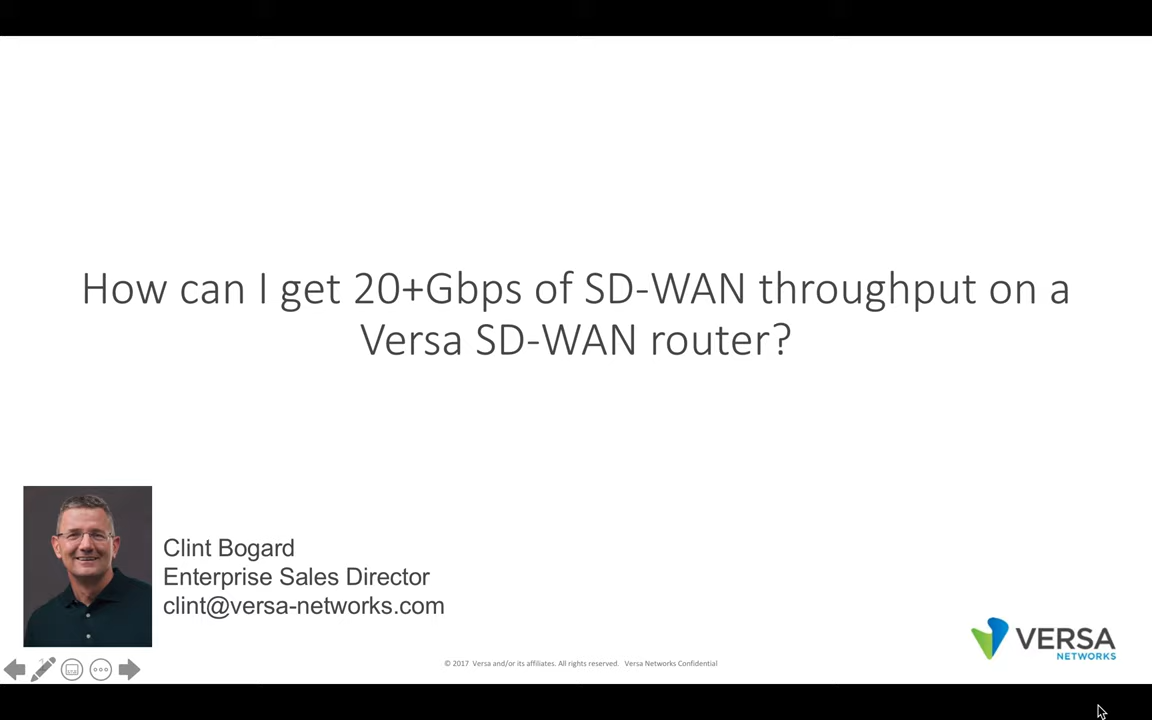 How can I get 20+Gbps of SD-WAN throughput on a
Versa SD-WAN router?
Clint Bogard
Enterprise Sales Director
clint@versa-networks.com
© 2017 Versa and/or its affiliates. All rights reserved. Versa Networks Confidential
VERSA
NETWORKS